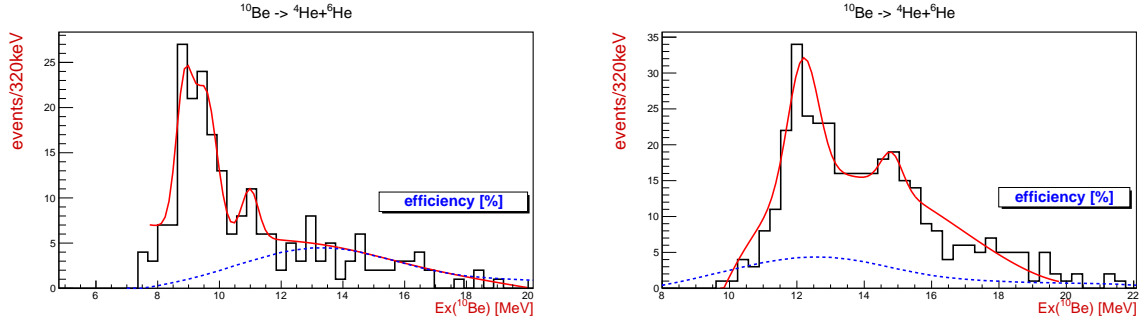 ¹⁰Be -> ⁴He+⁶He
events/320keV
25
20
15
10
5
0
efficiency [%]
6 8 10 12 14 16 18 20
Ex(¹⁰Be) [MeV]
¹⁰Be -> ⁴He+⁶He
events/320keV
35
30
25
20
15
10
5
0
efficiency [%]
8 10 12 14 16 18 20 22
Ex(¹⁰Be) [MeV]